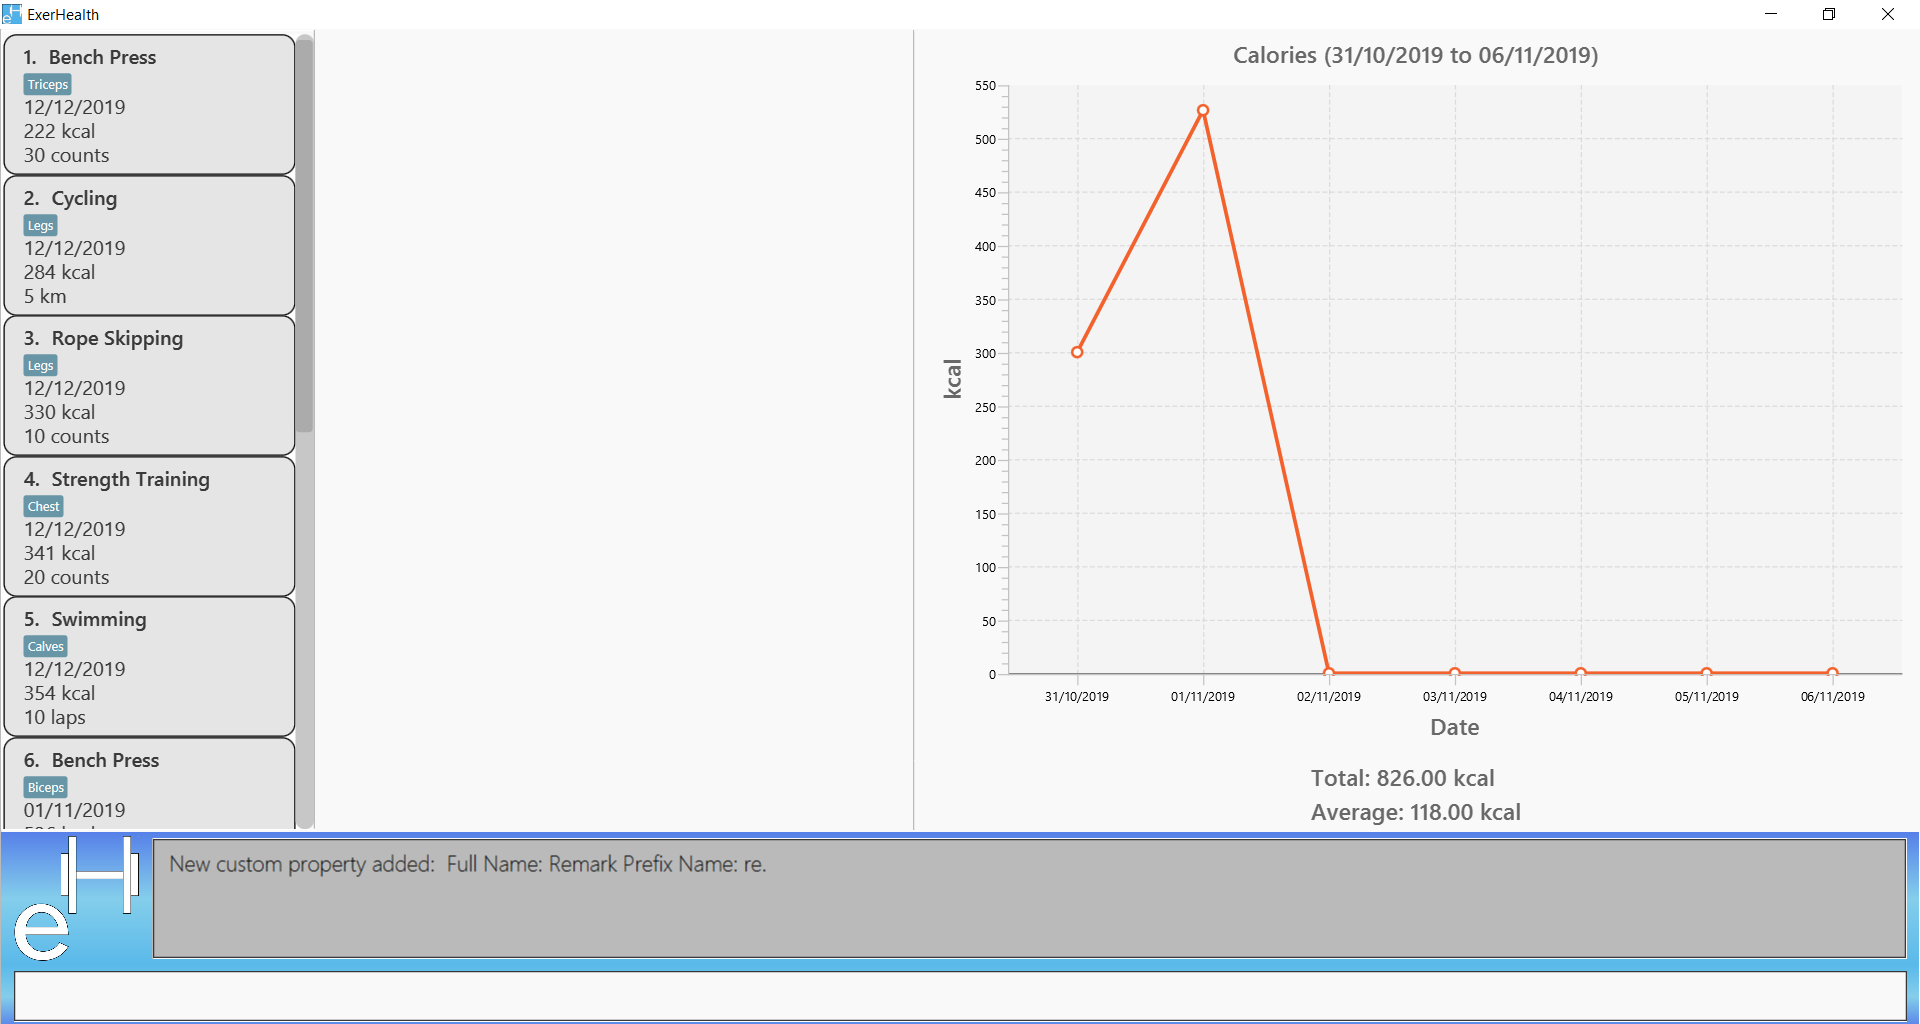 ExerHealth
1. Bench Press
Triceps
12/12/2019
222 kcal
30 counts
2. Cycling
Legs
12/12/2019
284 kcal
5 km
3. Rope Skipping
Legs
12/12/2019
330 kcal
10 counts
4. Strength Training
Chest
12/12/2019
341 kcal
20 counts
5. Swimming
Calves
12/12/2019
354 kcal
10 laps
6. Bench Press
Biceps
01/11/2019
Calories (31/10/2019 to 06/11/2019)
550
500
450
400
350
300
250
200
150
100
50
0
kcal
31/10/2019 01/11/2019 02/11/2019 03/11/2019 04/11/2019 05/11/2019 06/11/2019
Date
Total: 826.00 kcal
Average: 118.00 kcal
eH
New custom property added: Full Name: Remark Prefix Name: re.